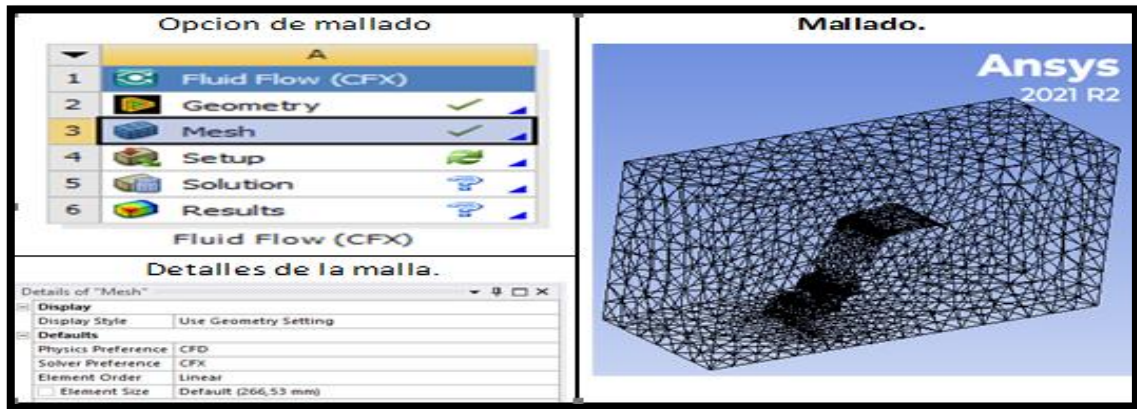 Opcion de mallado
A
1 Fluid Flow (CFX)
2 Geometry
3 Mesh
4 Setup
5 Solution
6 Results
Fluid Flow (CFX)
Detalles de la malla.
Details of "Mesh"
Display
Display Style Use Geometry Setting
Defaults
Physics Preference CFD
Solver Preference CFX
Element Order Linear
Element Size Default (266,53 mm)
Mallado.
Ansys
2021 R2